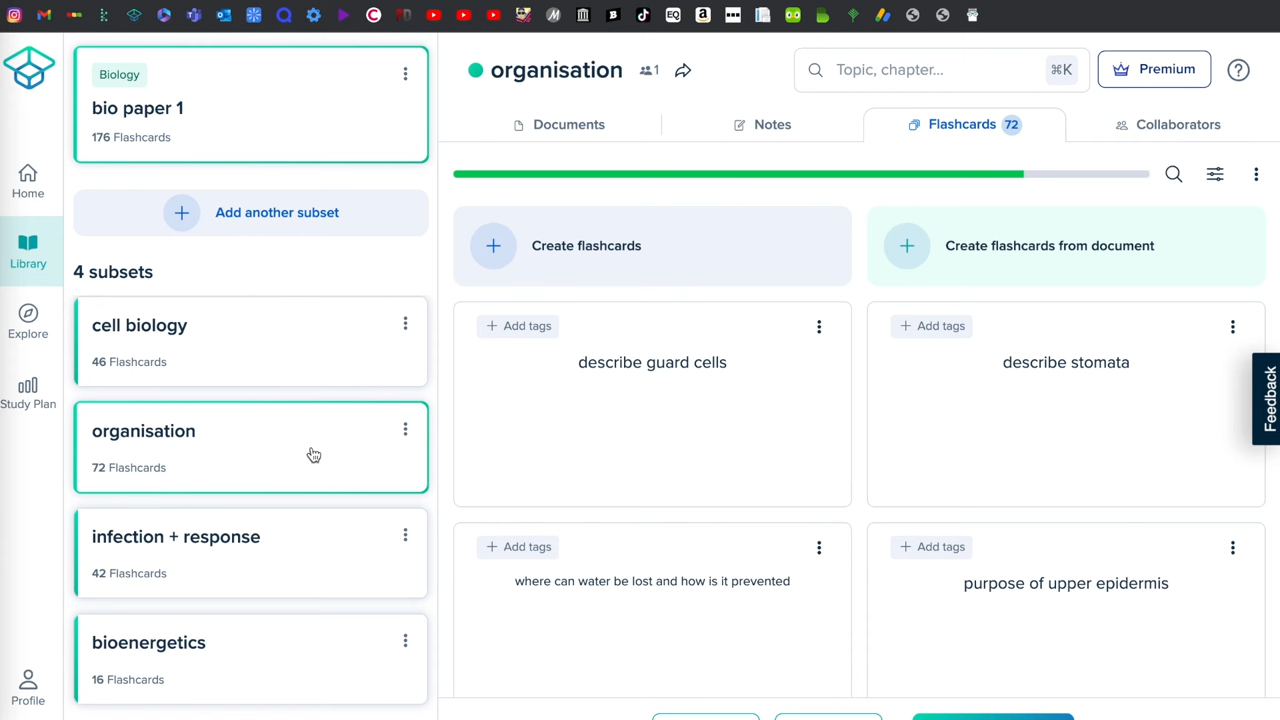 Biology
bio paper 1
176 Flashcards
Add another subset
4 subsets
cell biology
46 Flashcards
organisation
72 Flashcards
infection + response
42 Flashcards
bioenergetics
16 Flashcards
Home
Library
Explore
Study Plan
Profile
organisation
1
Topic, chapter...
⌘K
Premium
Documents
Notes
Flashcards 72
Collaborators
Create flashcards
Create flashcards from document
Add tags
describe guard cells
Add tags
describe stomata
Add tags
where can water be lost and how is it prevented
Add tags
purpose of upper epidermis
Feedback